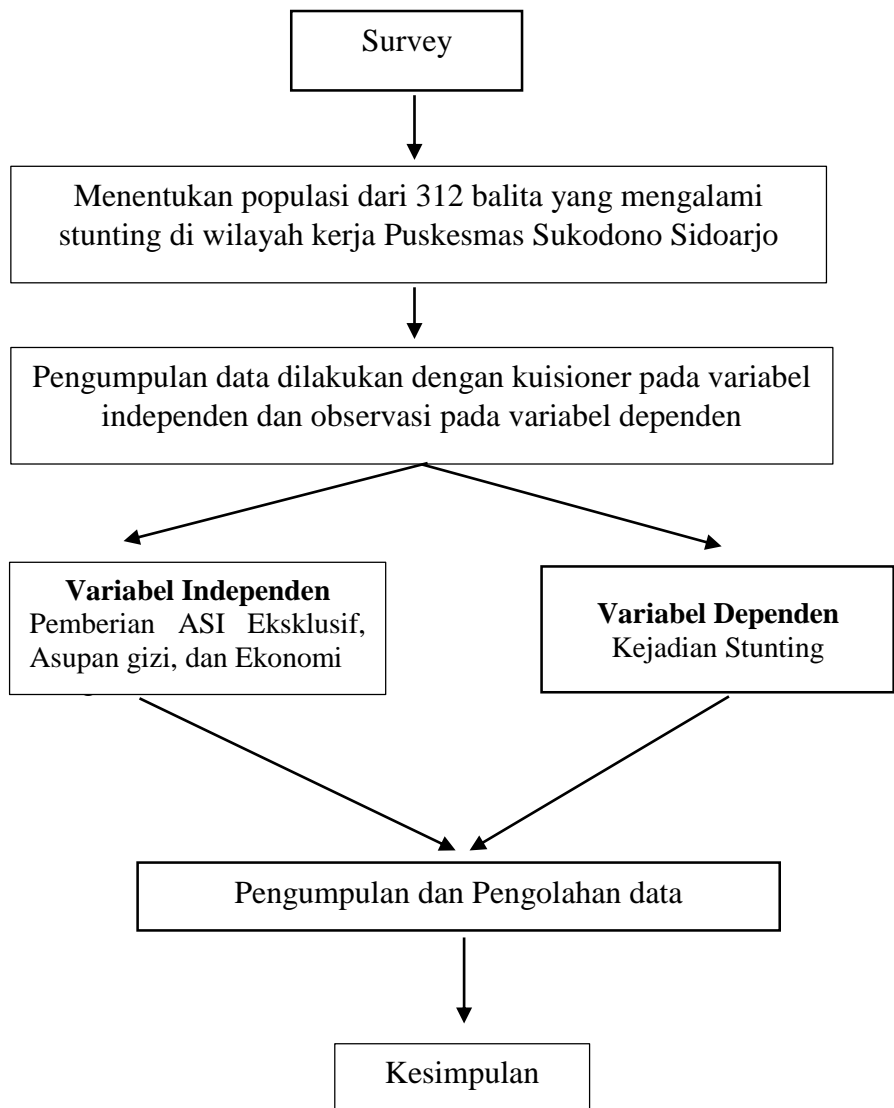 Survey
Menentukan populasi dari 312 balita yang mengalami
stunting di wilayah kerja Puskesmas Sukodono Sidoarjo
Pengumpulan data dilakukan dengan kuisioner pada variabel
independen dan observasi pada variabel dependen
Variabel Independen
Pemberian ASI Eksklusif,
Asupan gizi, dan Ekonomi
Variabel Dependen
Kejadian Stunting
Pengumpulan dan Pengolahan data
Kesimpulan